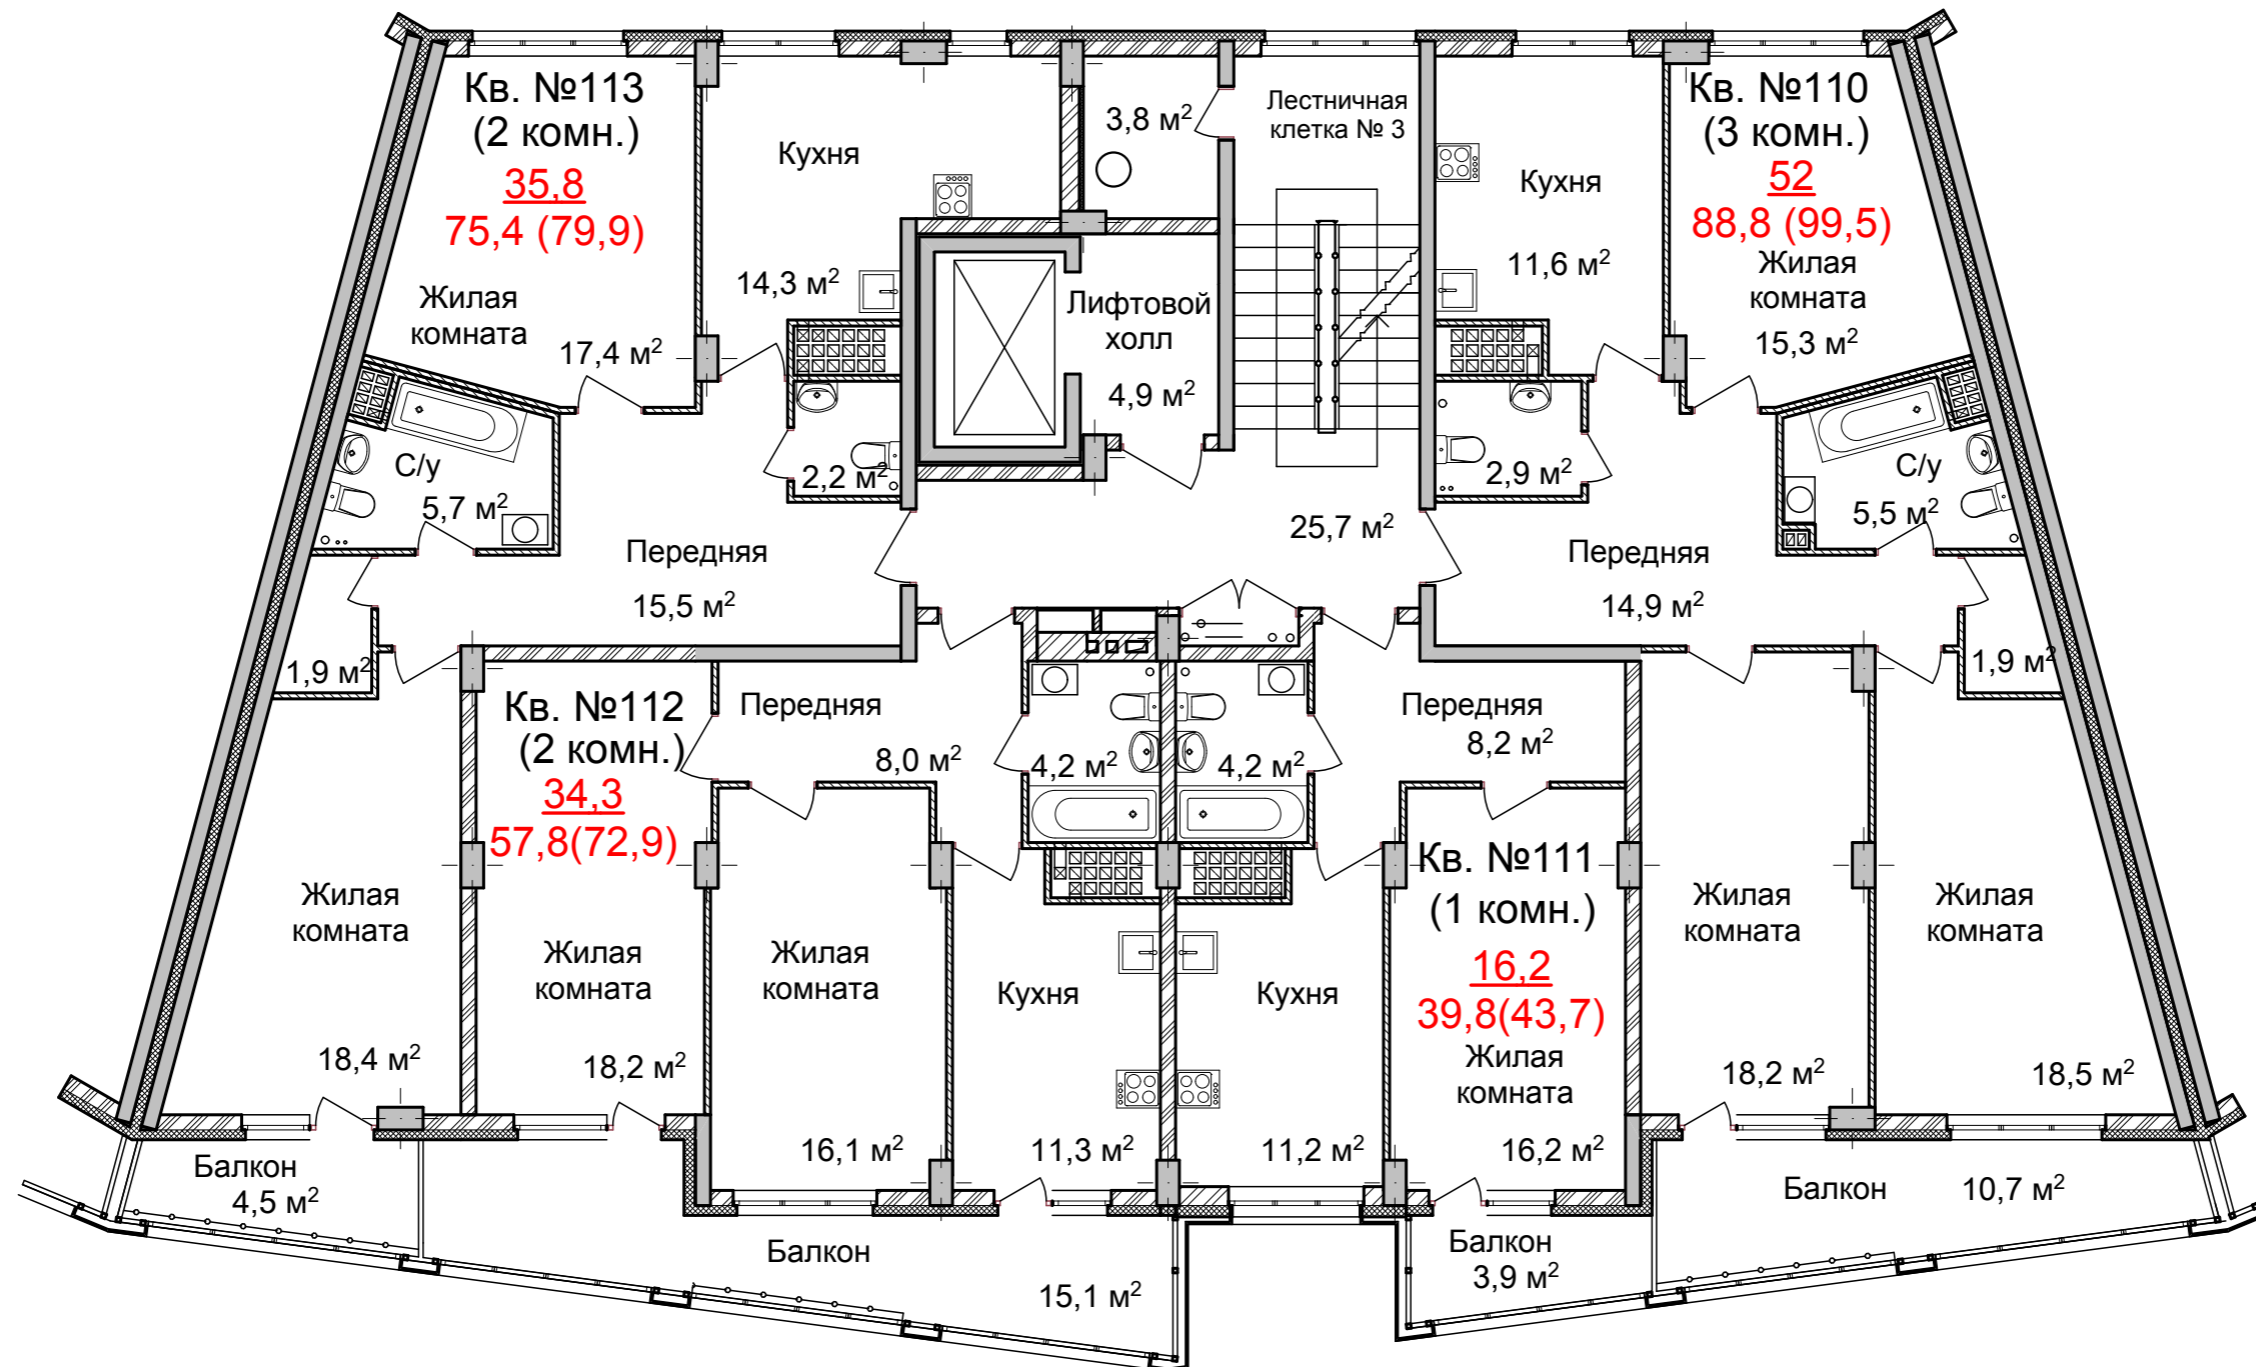 Кв. №113
(2 комн.)
35,8
75,4 (79,9)
Жилая
комната
17,4 м²
Кухня
14,3 м²
3,8 м²
Лестничная
клетка № 3
Лифтовой
холл
4,9 м²
Кухня
11,6 м²
Кв. №110
(3 комн.)
52
88,8 (99,5)
Жилая
комната
15,3 м²
С/у
5,7 м²
2,2 м²
Передняя
15,5 м²
1,9 м²
25,7 м²
2,9 м²
Передняя
14,9 м²
С/у
5,5 м²
1,9 м²
Кв. №112
(2 комн.)
34,3
57,8(72,9)
Передняя
8,0 м²
4,2 м²
4,2 м²
Передняя
8,2 м²
Кв. №111
(1 комн.)
16,2
39,8(43,7)
Жилая
комната
16,2 м²
Жилая
комната
18,4 м²
Жилая
комната
18,2 м²
Жилая
комната
16,1 м²
Кухня
11,3 м²
Кухня
11,2 м²
Жилая
комната
18,2 м²
Жилая
комната
18,5 м²
Балкон
4,5 м²
Балкон
15,1 м²
Балкон
3,9 м²
Балкон
10,7 м²